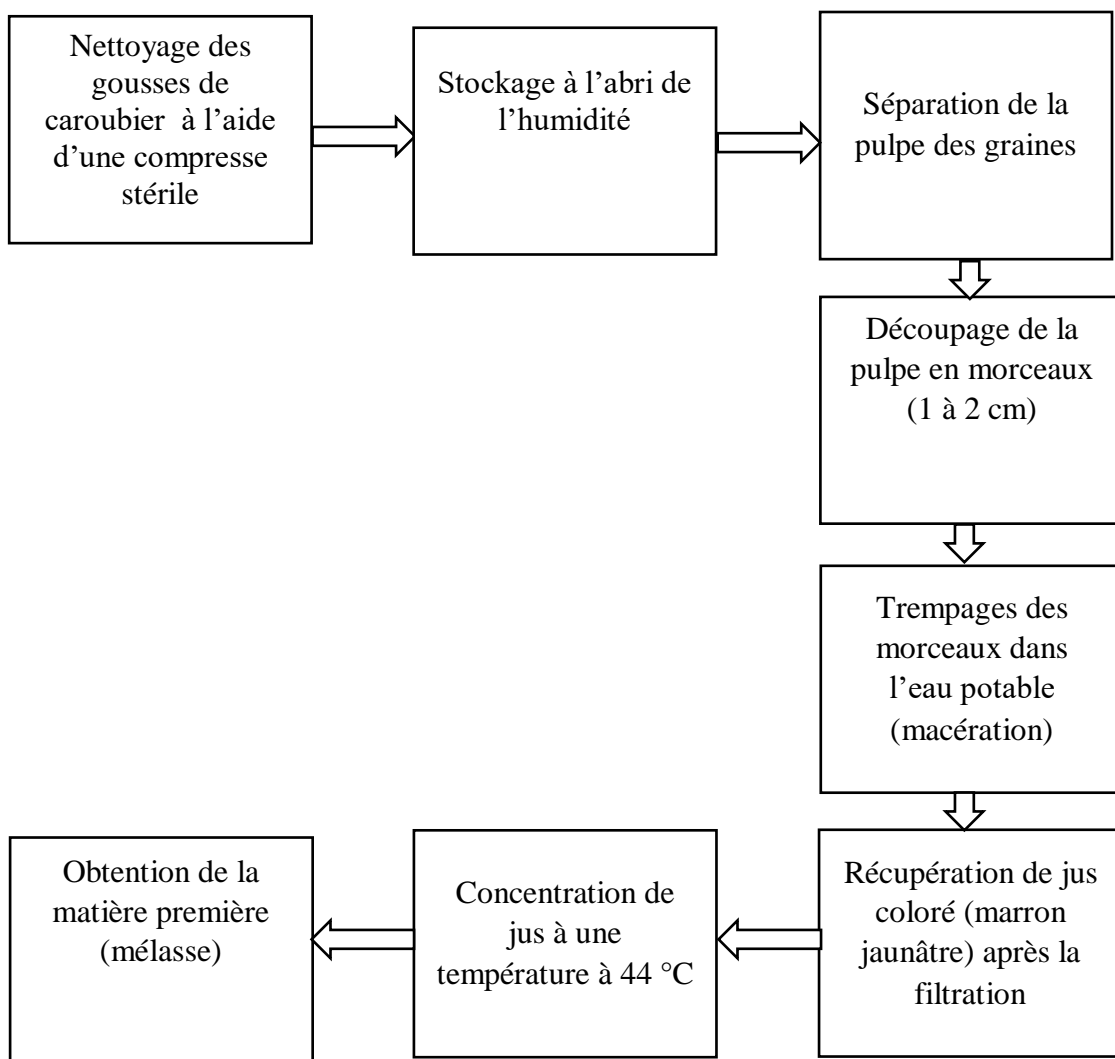 Nettoyage des
gousses de
caroubier à l’aide
d’une compresse
stérile
Stockage à l’abri de
l’humidité
Séparation de la
pulpe des graines
Découpage de la
pulpe en morceaux
(1 à 2 cm)
Trempages des
morceaux dans
l’eau potable
(macération)
Récupération de jus
coloré (marron
jaunâtre) après la
filtration
Concentration de
jus à une
température à 44 °C
Obtention de la
matière première
(mélasse)